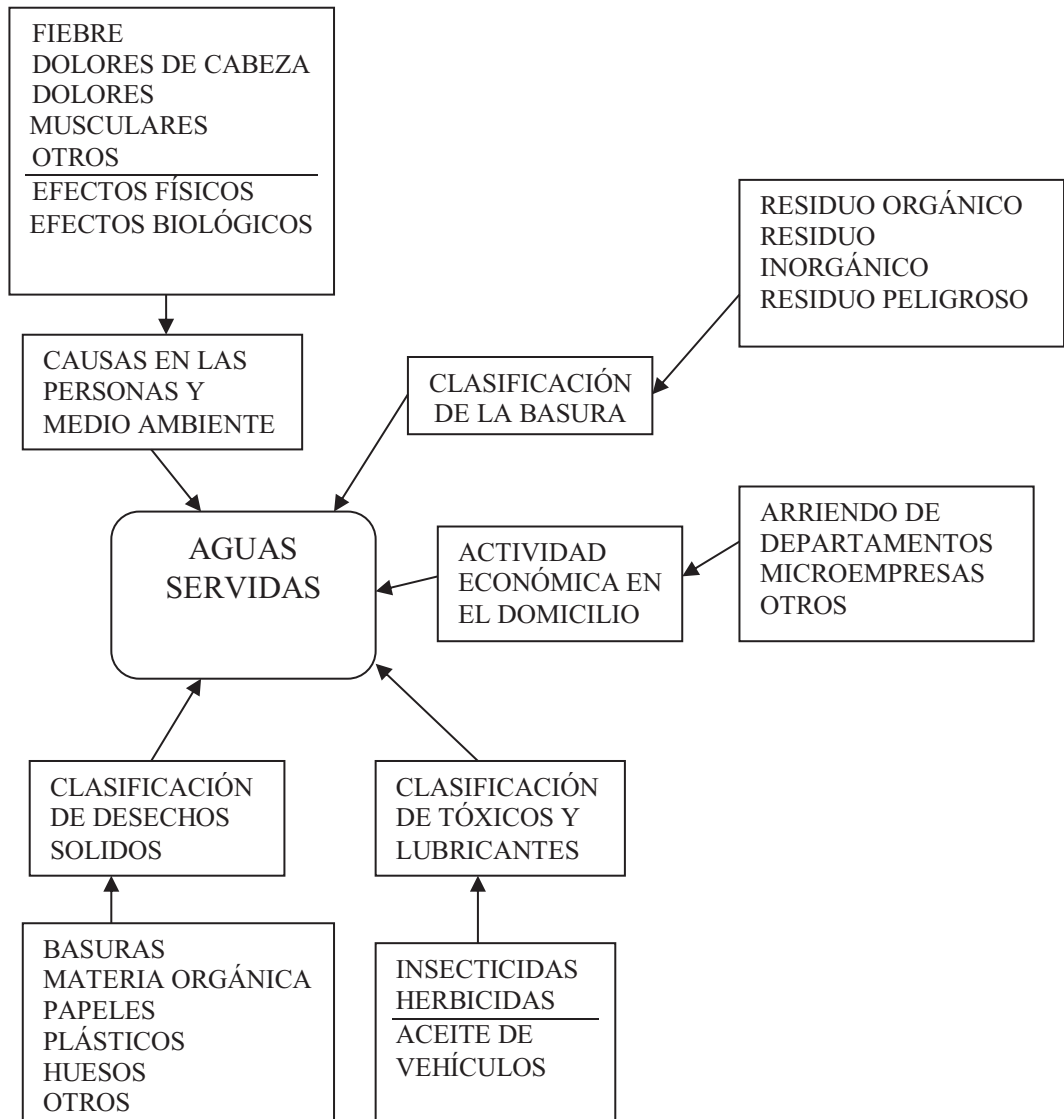 FIEBRE
DOLORES DE CABEZA
DOLORES
MUSCULARES
OTROS
EFECTOS FÍSICOS
EFECTOS BIOLÓGICOS
RESIDUO ORGÁNICO
RESIDUO
INORGÁNICO
RESIDUO PELIGROSO
CAUSAS EN LAS
PERSONAS Y
MEDIO AMBIENTE
CLASIFICACIÓN
DE LA BASURA
AGUAS
SERVIDAS
ACTIVIDAD
ECONÓMICA EN
EL DOMICILIO
ARRIENDO DE
DEPARTAMENTOS
MICROEMPRESAS
OTROS
CLASIFICACIÓN
DE DESECHOS
SOLIDOS
CLASIFICACIÓN
DE TÓXICOS Y
LUBRICANTES
BASURAS
MATERIA ORGÁNICA
PAPELES
PLÁSTICOS
HUESOS
OTROS
INSECTICIDAS
HERBICIDAS
ACEITE DE
VEHÍCULOS